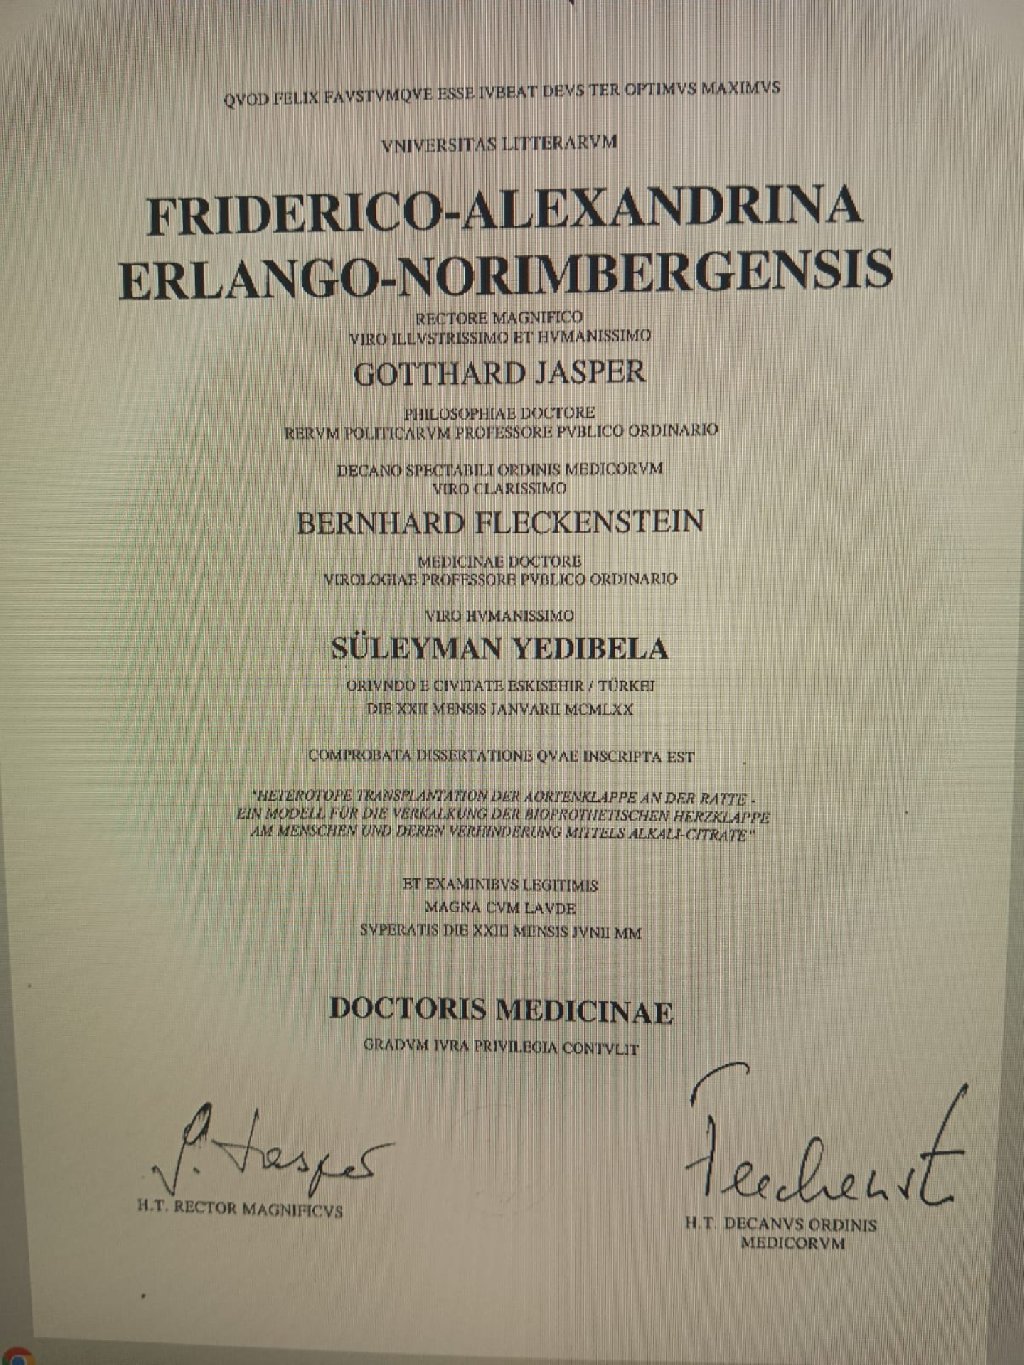 QVOD FELIX FAVSTVMQVE ESSE IVBEAT DEVS TER OPTIMVS MAXIMVS
VNIVERSITAS LITTERARVM
FRIDERICO-ALEXANDRINA
ERLANGO-NORIMBERGENSIS
RECTORE MAGNIFICO
VIRO ILLVSTRISSIMO ET HVMANISSIMO
GOTTHARD JASPER
PHILOSOPHIAE DOCTORE
RERVM POLITICARVM PROFESSORE PVBLICO ORDINARIO
DECANO SPECTABILI ORDINIS MEDICORVM
VIRO CLARISSIMO
BERNHARD FLECKENSTEIN
MEDICINAE DOCTORE
VIROLOGIAE PROFESSORE PVBLICO ORDINARIO
VIRO HVMANISSIMO
SÜLEYMAN YEDIBELA
ORIVNDO E CIVITATE ESKISEHIR / TÜRKEI
DIE XXII MENSIS JANVARII MCMLXX
COMPROBATA DISSERTATIONE QVAE INSCRIPTA EST
"HETEROTOPE TRANSPLANTATION DER AORTENKLAPPE AN DER RATTE -
EIN MODELL FÜR DIE VERKALKUNG DER BIOPROTHETISCHEN HERZKLAPPE
AM MENSCHEN UND DEREN VERHINDERUNG MITTELS ALKALI-CITRATE"
ET EXAMINIBVS LEGITIMIS
MAGNA CVM LAVDE
SVPERATIS DIE XXIII MENSIS JVNII MM
DOCTORIS MEDICINAE
GRADVM IVRA PRIVILEGIA CONTVLIT
G. Jasper
H.T. RECTOR MAGNIFICVS
H.T. DECANVS ORDINIS
MEDICORVM